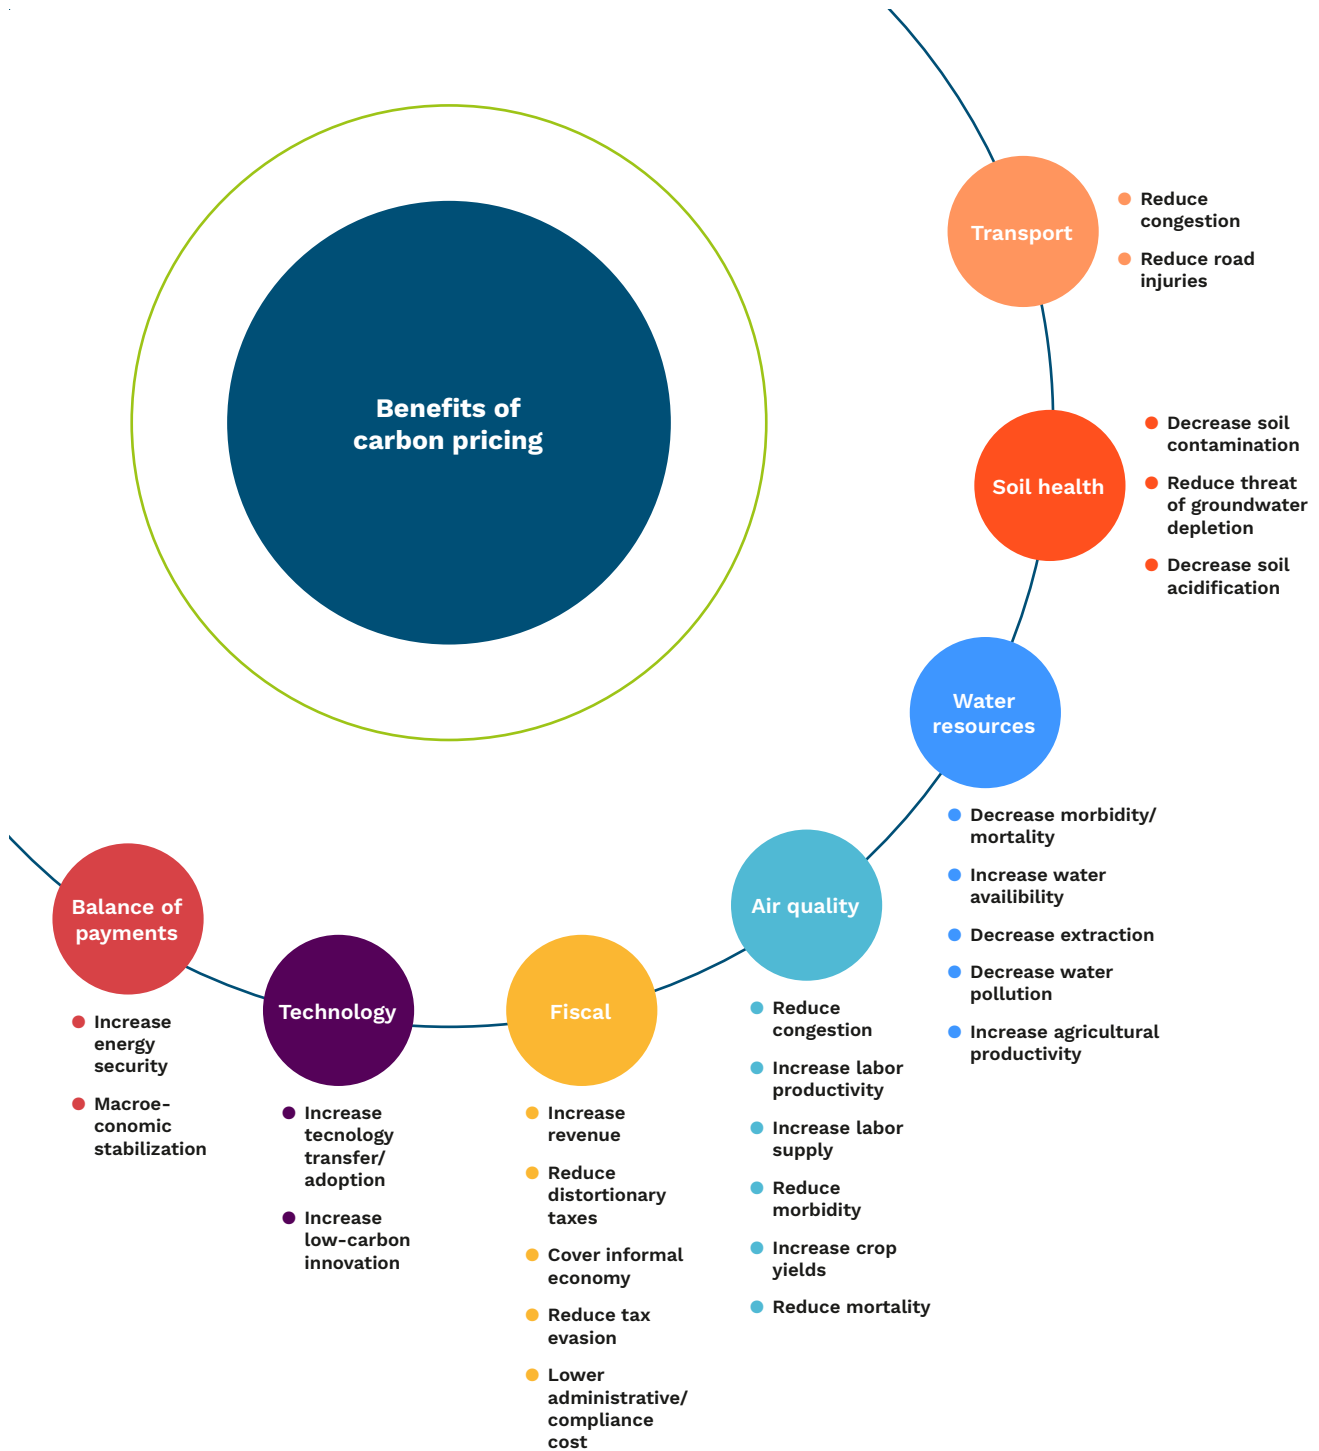 Benefits of
carbon pricing
Transport
Reduce
congestion
Reduce road
injuries
Soil health
Decrease soil
contamination
Reduce threat
of groundwater
depletion
Decrease soil
acidification
Water
resources
Decrease morbidity/
mortality
Increase water
availibility
Decrease extraction
Decrease water
pollution
Increase agricultural
productivity
Air quality
Reduce
congestion
Increase labor
productivity
Increase labor
supply
Reduce
morbidity
Increase crop
yields
Reduce mortality
Fiscal
Increase
revenue
Reduce
distortionary
taxes
Cover informal
economy
Reduce tax
evasion
Lower
administrative/
compliance
cost
Technology
Increase
tecnology
transfer/
adoption
Increase
low-carbon
innovation
Balance of
payments
Increase
energy
security
Macroe-
conomic
stabilization